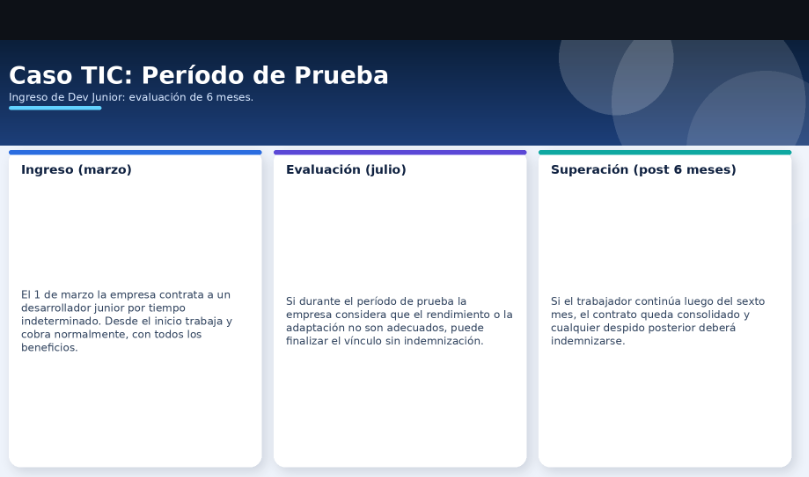 Caso TIC: Período de Prueba
Ingreso de Dev Junior: evaluación de 6 meses.
Ingreso (marzo)
El 1 de marzo la empresa contrata a un
desarrollador junior por tiempo
indeterminado. Desde el inicio trabaja y
cobra normalmente, con todos los
beneficios.
Evaluación (julio)
Si durante el período de prueba la
empresa considera que el rendimiento o la
adaptación no son adecuados, puede
finalizar el vínculo sin indemnización.
Superación (post 6 meses)
Si el trabajador continúa luego del sexto
mes, el contrato queda consolidado y
cualquier despido posterior deberá
indemnizarse.